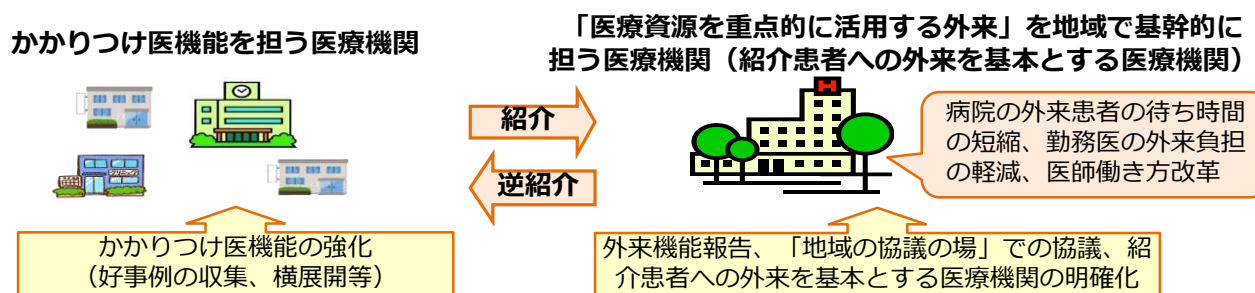 かかりつけ医機能を担う医療機関
「医療資源を重点的に活用する外来」を地域で基幹的に
担う医療機関（紹介患者への外来を基本とする医療機関）
紹介
逆紹介
H
病院の外来患者の待ち時間
の短縮、勤務医の外来負担
の軽減、医師働き方改革
かかりつけ医機能の強化
（好事例の収集、横展開等）
外来機能報告、「地域の協議の場」での協議、紹
介患者への外来を基本とする医療機関の明確化